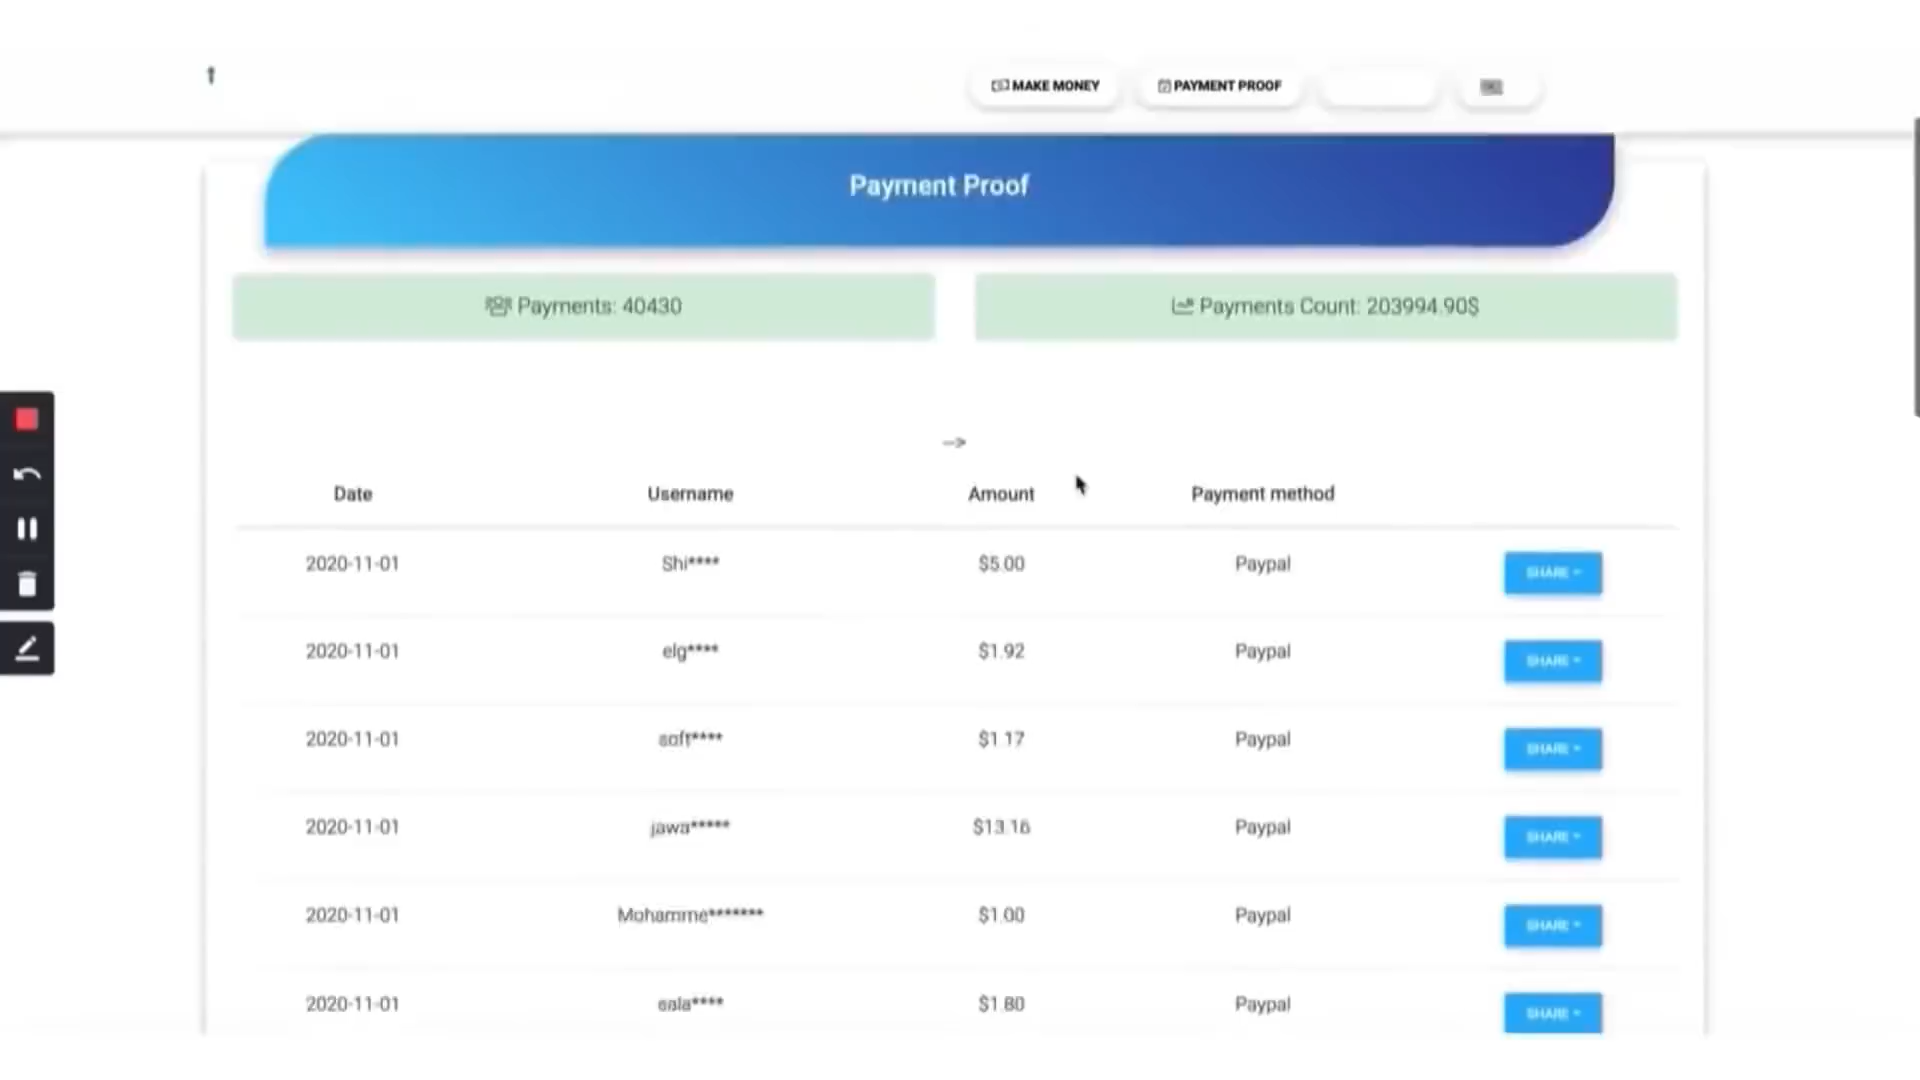 MAKE MONEY PAYMENT PROOF
Payment Proof
Payments: 40430 Payments Count: 203994.90$
-->
Date Username Amount Payment method
2020-11-01 Shi**** $5.00 Paypal SHARE
2020-11-01 elg**** $1.92 Paypal SHARE
2020-11-01 soft**** $1.17 Paypal SHARE
2020-11-01 jawa***** $13.16 Paypal SHARE
2020-11-01 Mohamme******* $1.00 Paypal SHARE
2020-11-01 sala**** $1.80 Paypal SHARE